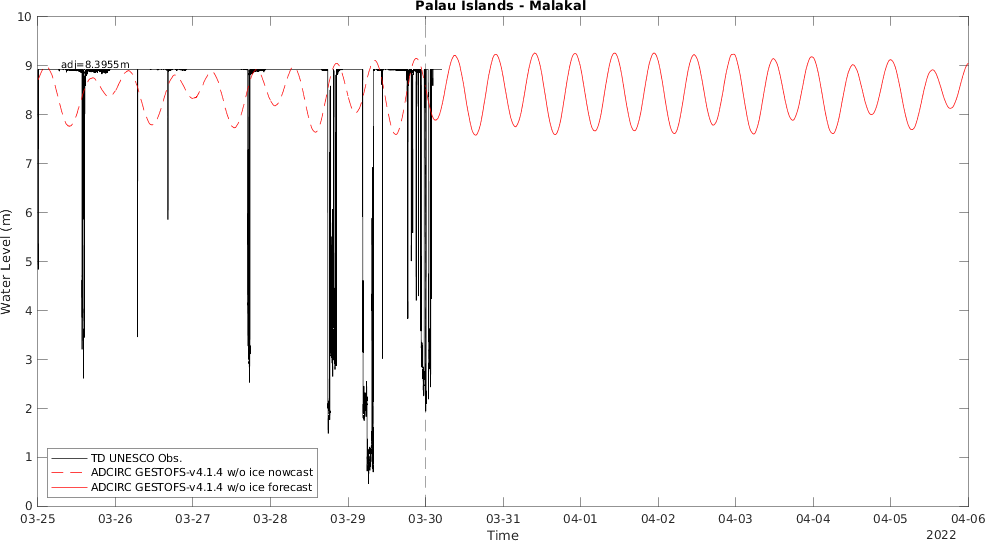 Palau Islands - Malakal
10
9
8
7
6
5
4
3
2
1
0
Water Level (m)
adj=8.3955m
TD UNESCO Obs.
ADCIRC GESTOFS-v4.1.4 w/o ice nowcast
ADCIRC GESTOFS-v4.1.4 w/o ice forecast
03-25 03-26 03-27 03-28 03-29 03-30 03-31 04-01 04-02 04-03 04-04 04-05 04-06
Time
2022